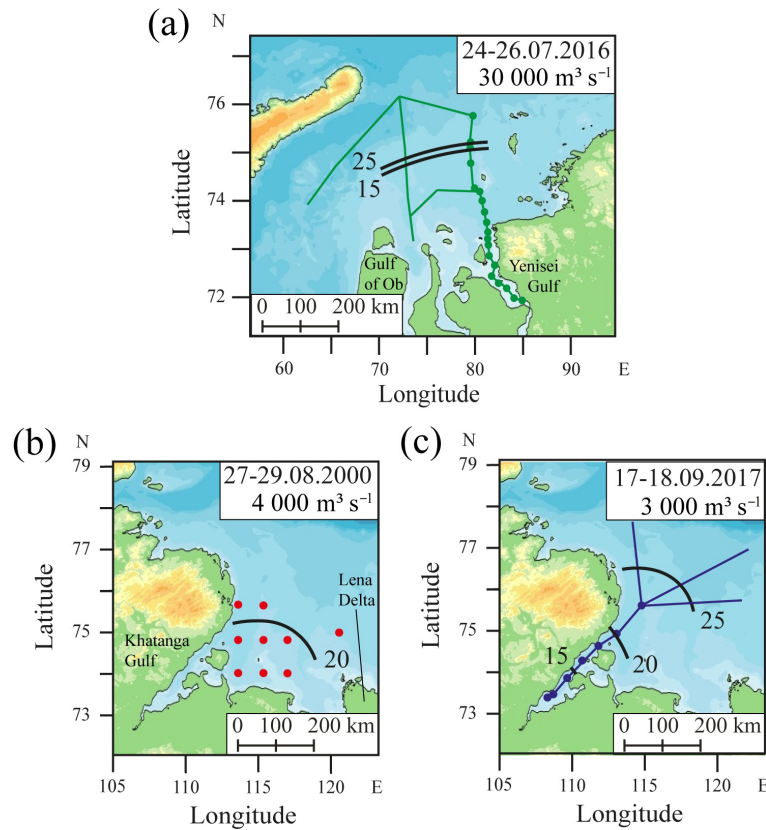 (a)
N
24-26.07.2016
30 000 m³ s⁻¹
76
74
72
Latitude
25
15
Gulf
of Ob
Yenisei
Gulf
0 100 200 km
60 70 80 90 E
Longitude
(b)
N
27-29.08.2000
4 000 m³ s⁻¹
79
77
75
73
Latitude
Lena
Delta
Khatanga
Gulf
20
0 100 200 km
105 110 115 120 E
Longitude
(c)
N
17-18.09.2017
3 000 m³ s⁻¹
79
77
75
73
Latitude
25
15
20
0 100 200 km
105 110 115 120 E
Longitude